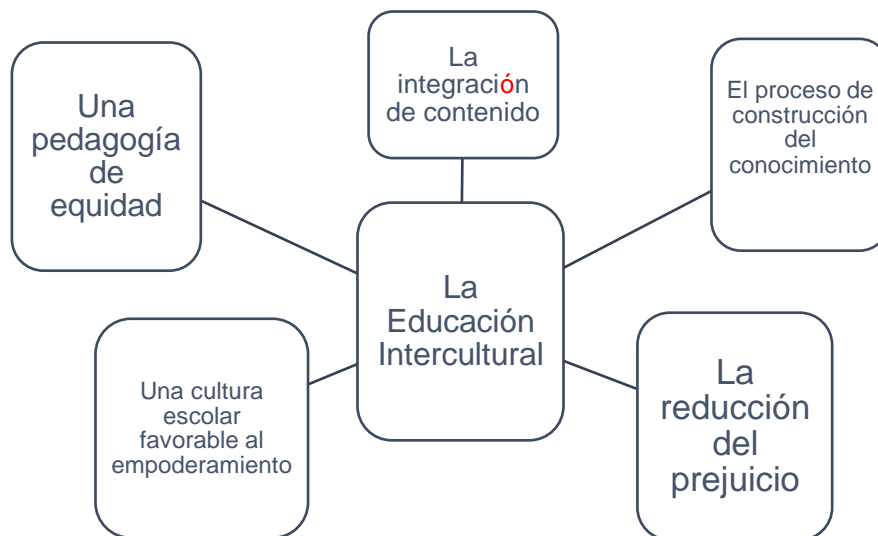 La
integración
de contenido
Una
pedagogía
de
equidad
El proceso de
construcción
del
conocimiento
La
Educación
Intercultural
Una cultura
escolar
favorable al
empoderamiento
La
reducción
del
prejuicio